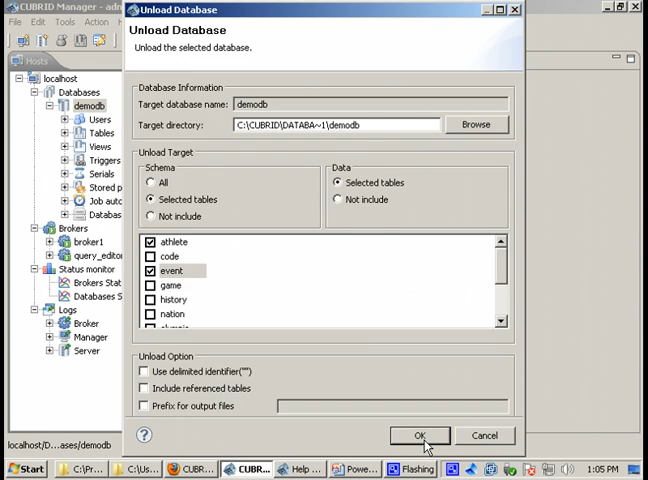 CUBRID Manager - adm
Unload Database
File Tools Action
Unload Database
Unload the selected database.
Hosts
localhost
Databases
demodb
Users
Tables
Views
Triggers
Serials
Stored p
Job auto
Databas
Brokers
broker1
query_editor
Status monitor
Brokers Stat
Databases S
Logs
Broker
Manager
Server
Database Information
Target database name: demodb
Target directory: C:\CUBRID\DATABA~1\demodb Browse
Unload Target
Schema
All
Selected tables
Not include
Data
Selected tables
Not include
athlete
code
event
game
history
nation
Unload Option
Use delimited identifier("")
Include referenced tables
Prefix for output files
? OK Cancel
localhost/D...ases/demodb
Start C:\Pr... C:\Us... CUBR... CUBR... Help ... Powe... Flashing 1:05 PM